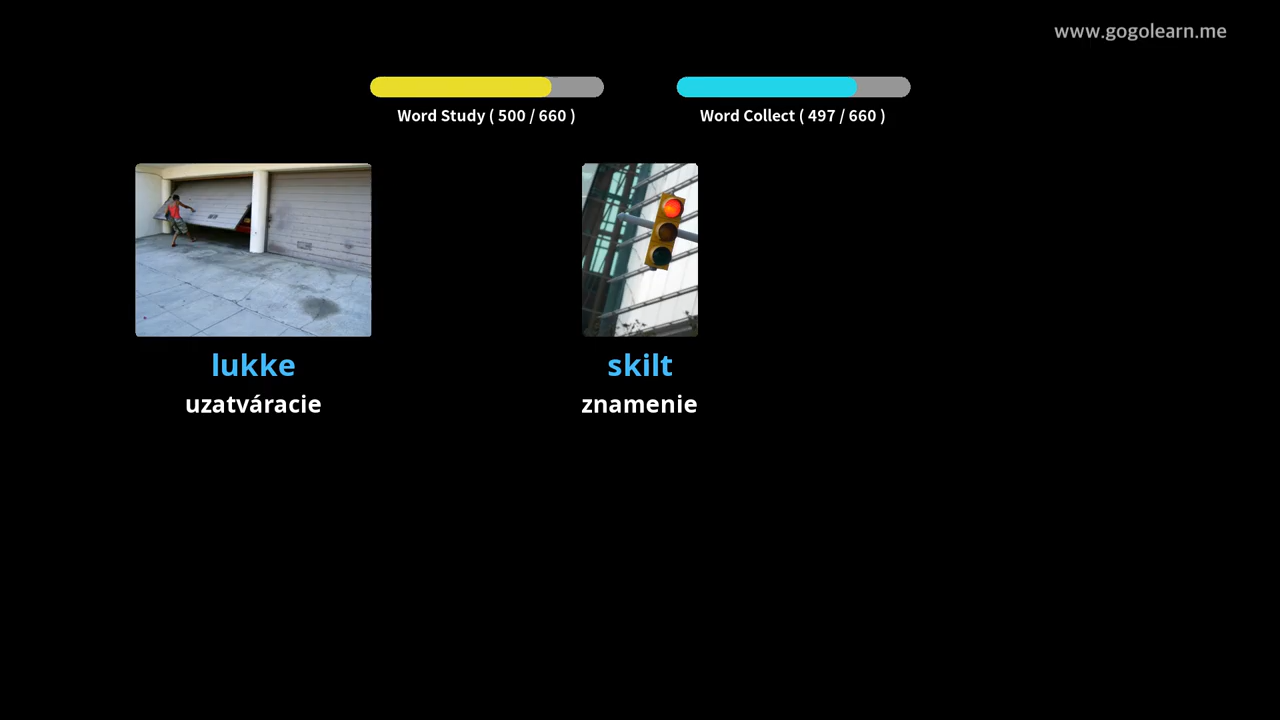 www.gogolearn.me
Word Study ( 500 / 660 )
Word Collect ( 497 / 660 )
lukke
uzatváracie
skilt
znamenie